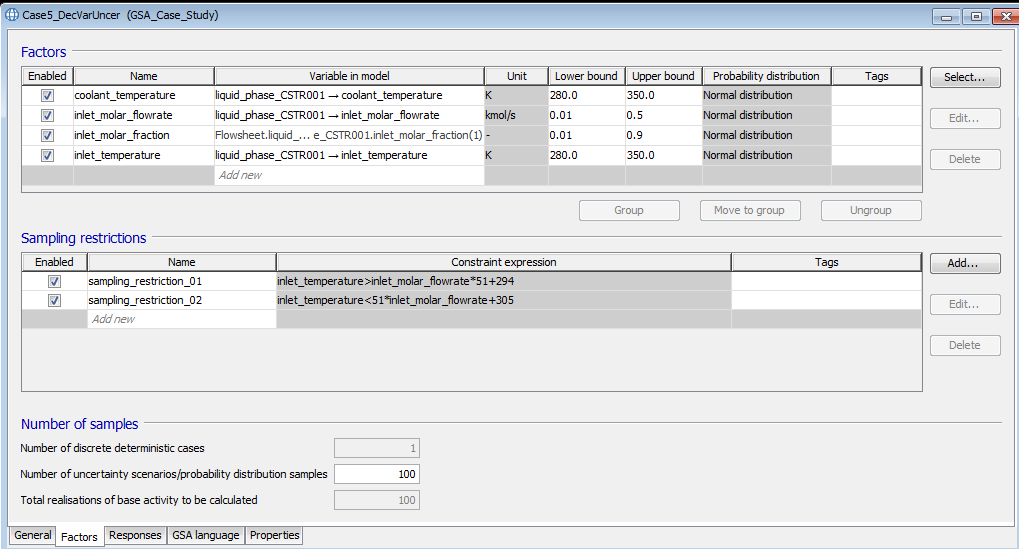 Case5_DecVarUncer (GSA_Case_Study)
Factors
Enabled Name Variable in model Unit Lower bound Upper bound Probability distribution Tags
coolant_temperature liquid_phase_CSTR001 → coolant_temperature K 280.0 350.0 Normal distribution
inlet_molar_flowrate liquid_phase_CSTR001 → inlet_molar_flowrate kmol/s 0.01 0.5 Normal distribution
inlet_molar_fraction Flowsheet.liquid_... e_CSTR001.inlet_molar_fraction(1) - 0.01 0.9 Normal distribution
inlet_temperature liquid_phase_CSTR001 → inlet_temperature K 280.0 350.0 Normal distribution
Add new
Select...
Edit...
Delete
Group Move to group Ungroup
Sampling restrictions
Enabled Name Constraint expression Tags
sampling_restriction_01 inlet_temperature>inlet_molar_flowrate*51+294
sampling_restriction_02 inlet_temperature<51*inlet_molar_flowrate+305
Add new
Add...
Edit...
Delete
Number of samples
Number of discrete deterministic cases 1
Number of uncertainty scenarios/probability distribution samples 100
Total realisations of base activity to be calculated 100
General Factors Responses GSA language Properties